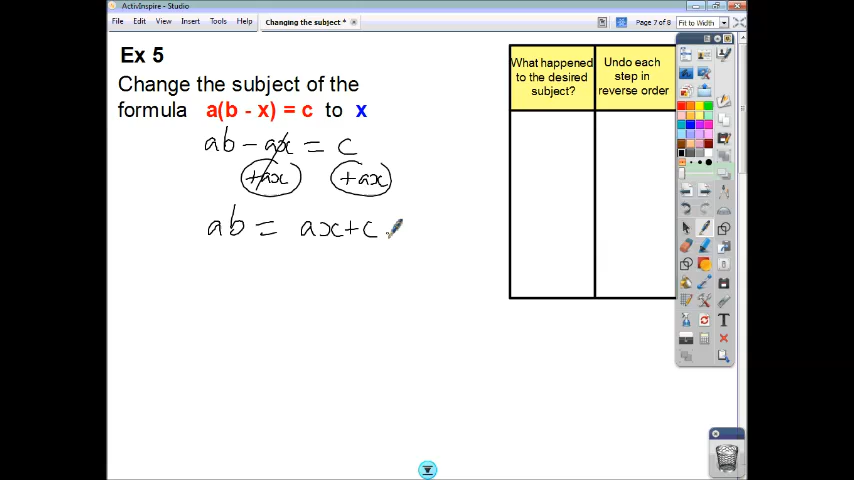 ActivInspire - Studio
File Edit View Insert Tools Help
Changing the subject *
Page 7 of 8
Fit to Width
Ex 5
Change the subject of the
formula a(b - x) = c to x
ab - ax = c
+ax +ax
ab = ax+c
What happened
to the desired
subject?
Undo each
step in
reverse order